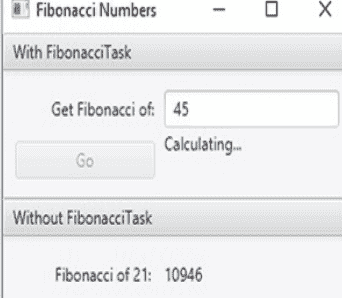 Fibonacci Numbers
With FibonacciTask
Get Fibonacci of: 45
Go Calculating...
Without FibonacciTask
Fibonacci of 21: 10946